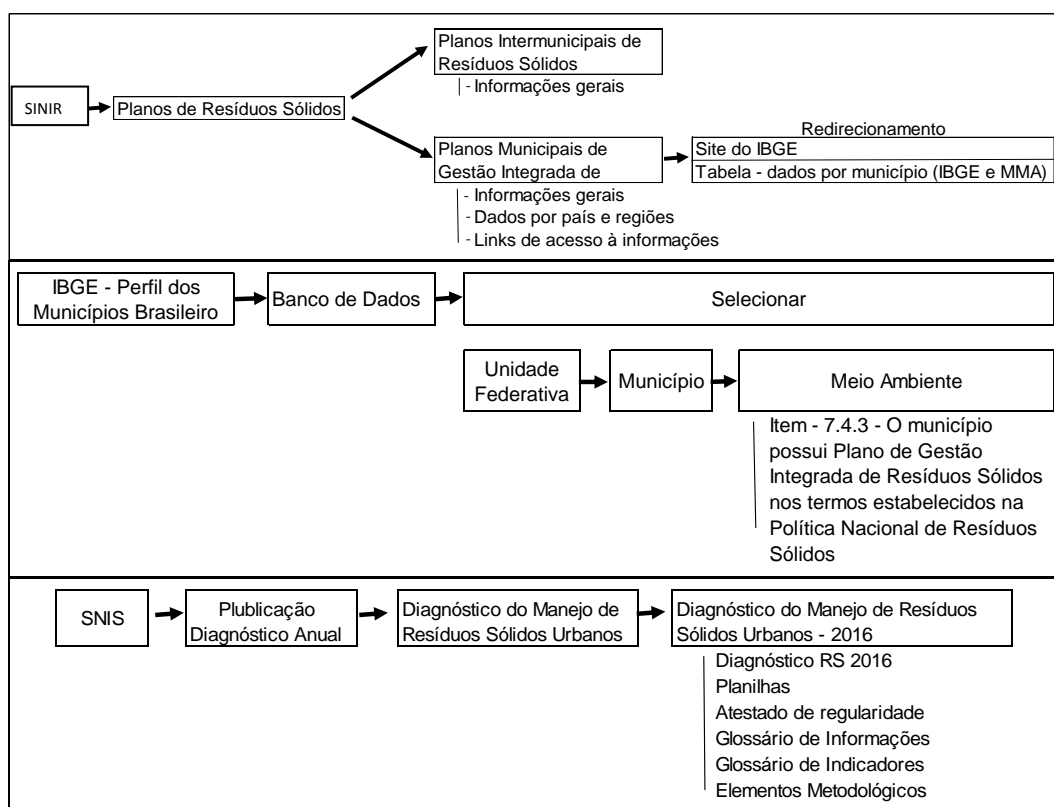 Planos Intermunicipais de
Resíduos Sólidos
- Informações gerais
SINIR
Planos de Resíduos Sólidos
Redirecionamento
Planos Municipais de
Gestão Integrada de
Site do IBGE
Tabela - dados por município (IBGE e MMA)
- Informações gerais
- Dados por país e regiões
- Links de acesso à informações
IBGE - Perfil dos
Municípios Brasileiro
Banco de Dados
Selecionar
Unidade
Federativa
Município
Meio Ambiente
Item - 7.4.3 - O município
possui Plano de Gestão
Integrada de Resíduos Sólidos
nos termos estabelecidos na
Política Nacional de Resíduos
Sólidos
SNIS
Plublicação
Diagnóstico Anual
Diagnóstico do Manejo de
Resíduos Sólidos Urbanos
Diagnóstico do Manejo de Resíduos
Sólidos Urbanos - 2016
Diagnóstico RS 2016
Planilhas
Atestado de regularidade
Glossário de Informações
Glossário de Indicadores
Elementos Metodológicos